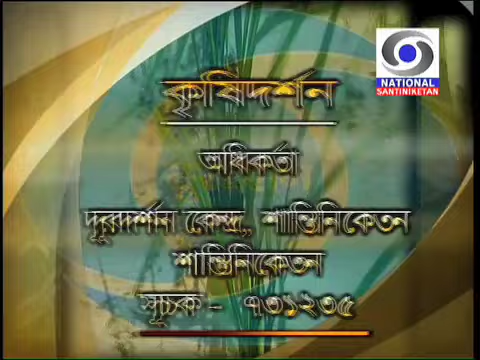 NATIONAL
SANTINIKETAN
কৃষিদর্শন
অধিকর্তা
দূরদর্শন কেন্দ্র, শান্তিনিকেতন
শান্তিনিকেতন
সূচক - ৭৩১২৩৫